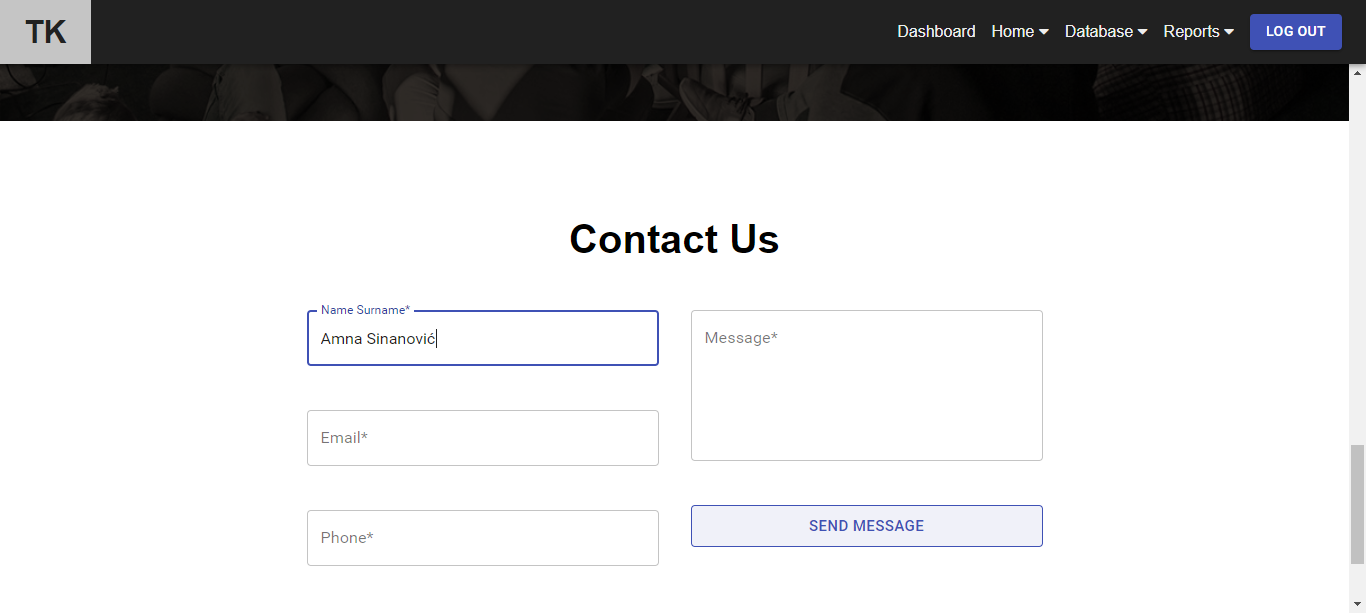 TK
Dashboard Home Database Reports LOG OUT
Contact Us
Name Surname*
Amna Sinanović
Email*
Phone*
Message*
SEND MESSAGE